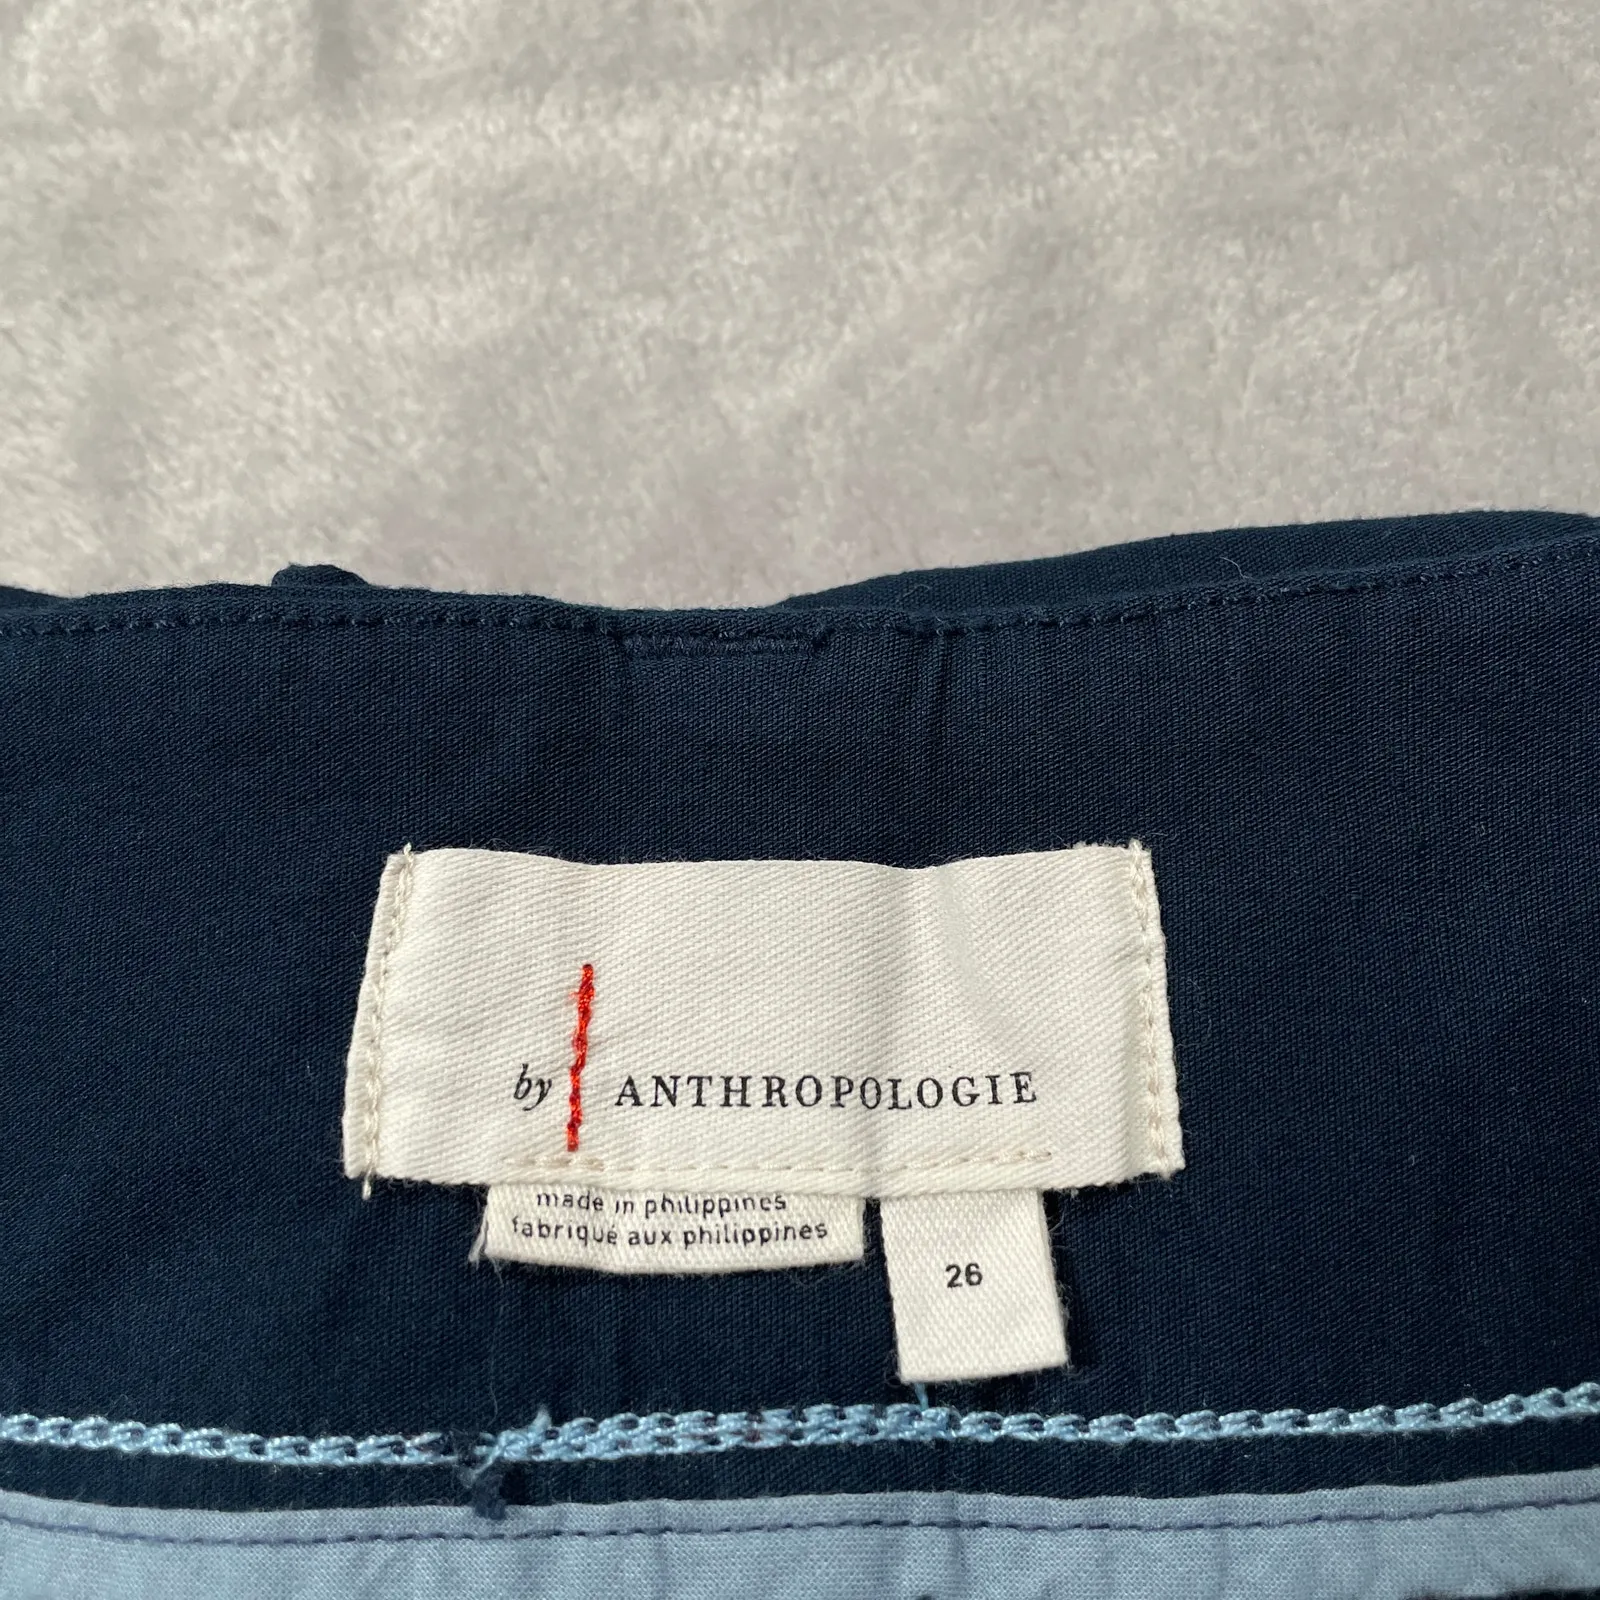 by ANTHROPOLOGIE
made in philippines
fabriqué aux philippines
26